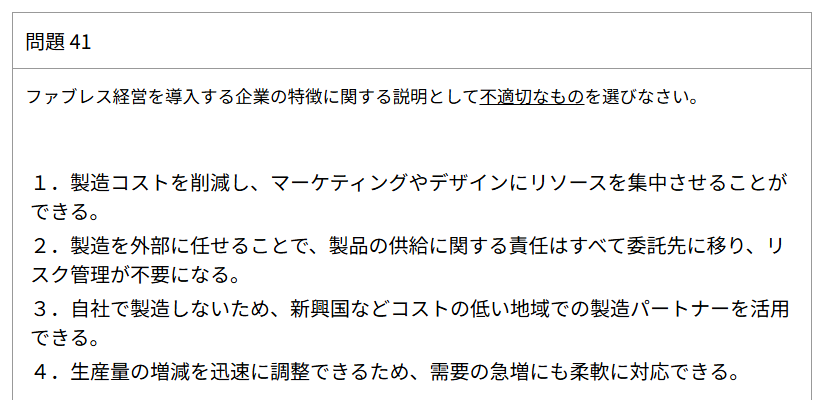 問題 41
ファブレス経営を導入する企業の特徴に関する説明として不適切なものを選びなさい。
１．製造コストを削減し、マーケティングやデザインにリソースを集中させることが
できる。
２．製造を外部に任せることで、製品の供給に関する責任はすべて委託先に移り、リ
スク管理が不要になる。
３．自社で製造しないため、新興国などコストの低い地域での製造パートナーを活用
できる。
４．生産量の増減を迅速に調整できるため、需要の急増にも柔軟に対応できる。